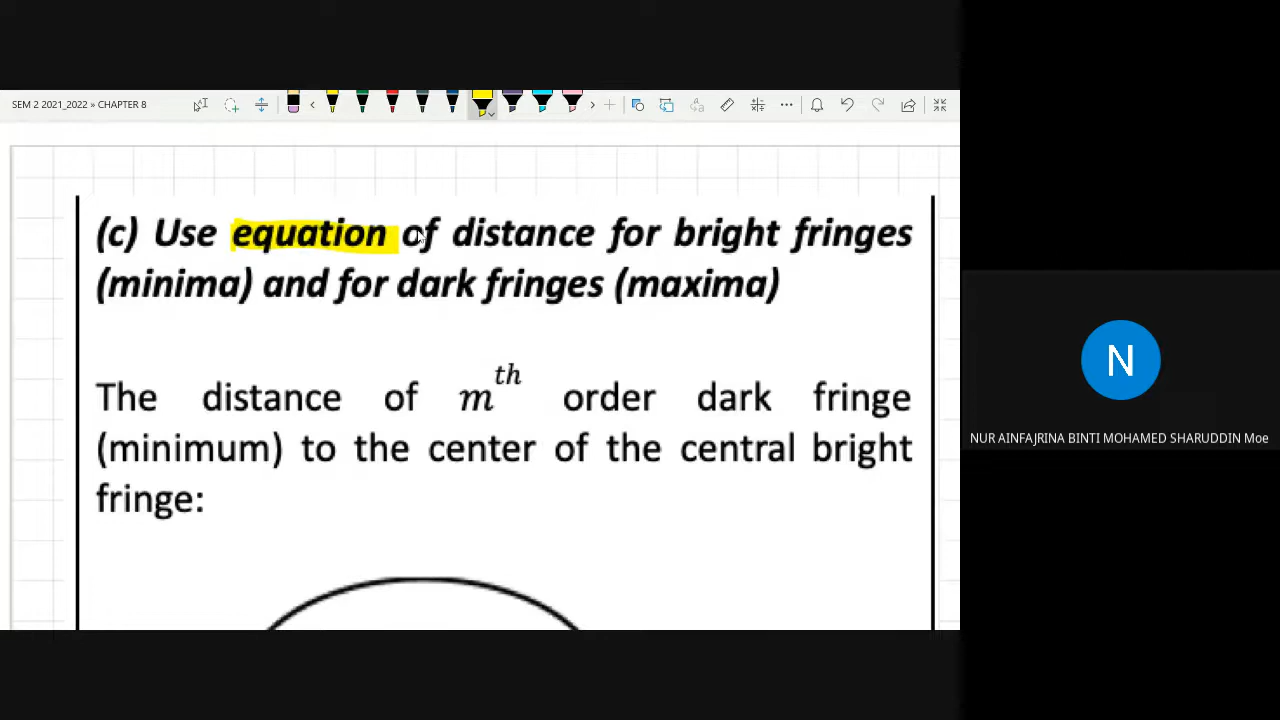 SEM 2 2021_2022 » CHAPTER 8
(c) Use equation of distance for bright fringes
(minima) and for dark fringes (maxima)
The distance of m^th order dark fringe
(minimum) to the center of the central bright
fringe:
N
NUR AINFAJRINA BINTI MOHAMED SHARUDDIN Moe